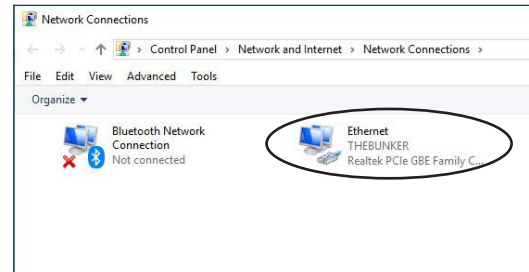 Network Connections
Control Panel > Network and Internet > Network Connections >
File Edit View Advanced Tools
Organize
Bluetooth Network
Connection
Not connected
Ethernet
THEBUNKER
Realtek PCIe GBE Family C...